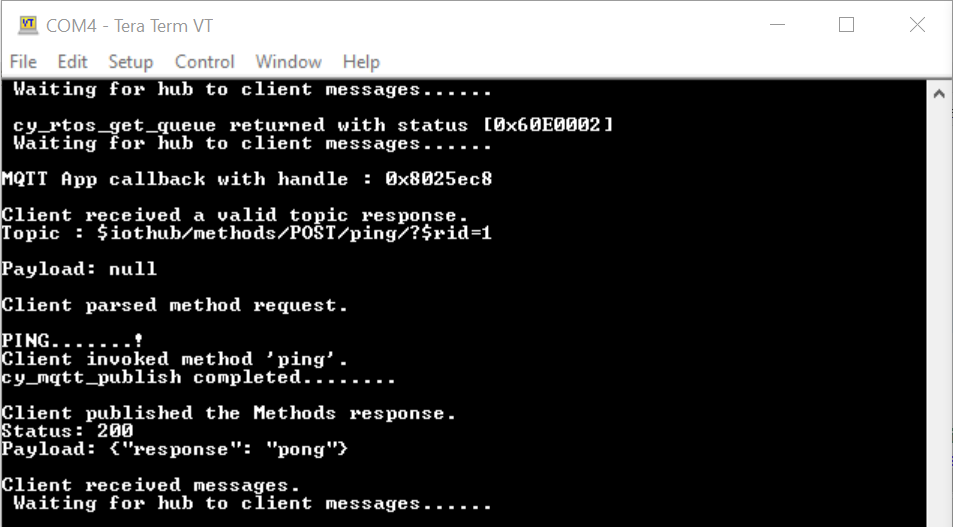 COM4 - Tera Term VT
File Edit Setup Control Window Help
Waiting for hub to client messages......
cy_rtos_get_queue returned with status [0x60E0002]
Waiting for hub to client messages......
MQTT App callback with handle : 0x8025ec8
Client received a valid topic response.
Topic : $iothub/methods/POST/ping/?$rid=1
Payload: null
Client parsed method request.
PING.......!
Client invoked method 'ping'.
cy_mqtt_publish completed........
Client published the Methods response.
Status: 200
Payload: {"response": "pong"}
Client received messages.
Waiting for hub to client messages......